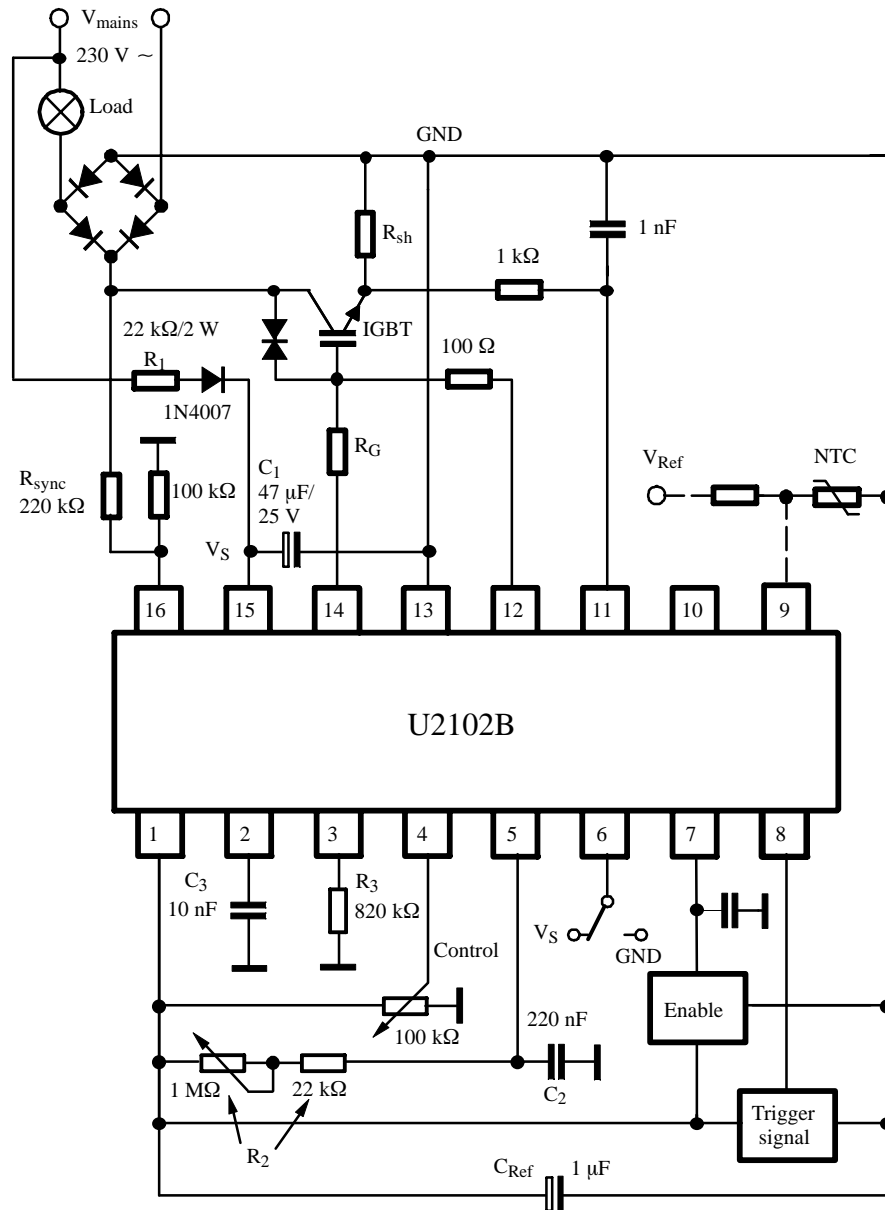 V_mains
230 V ~
Load
GND
R_sh
1 nF
1 kΩ
22 kΩ/2 W
IGBT
R_1
100 Ω
1N4007
R_G
C_1
V_Ref
NTC
R_sync
220 kΩ
100 kΩ
47 µF/
25 V
V_S
16
15
14
13
12
11
10
9
U2102B
1
2
3
4
5
6
7
8
C_3
10 nF
R_3
820 kΩ
V_S
GND
Control
Enable
100 kΩ
220 nF
1 MΩ
22 kΩ
C_2
Trigger
signal
R_2
C_Ref
1 µF